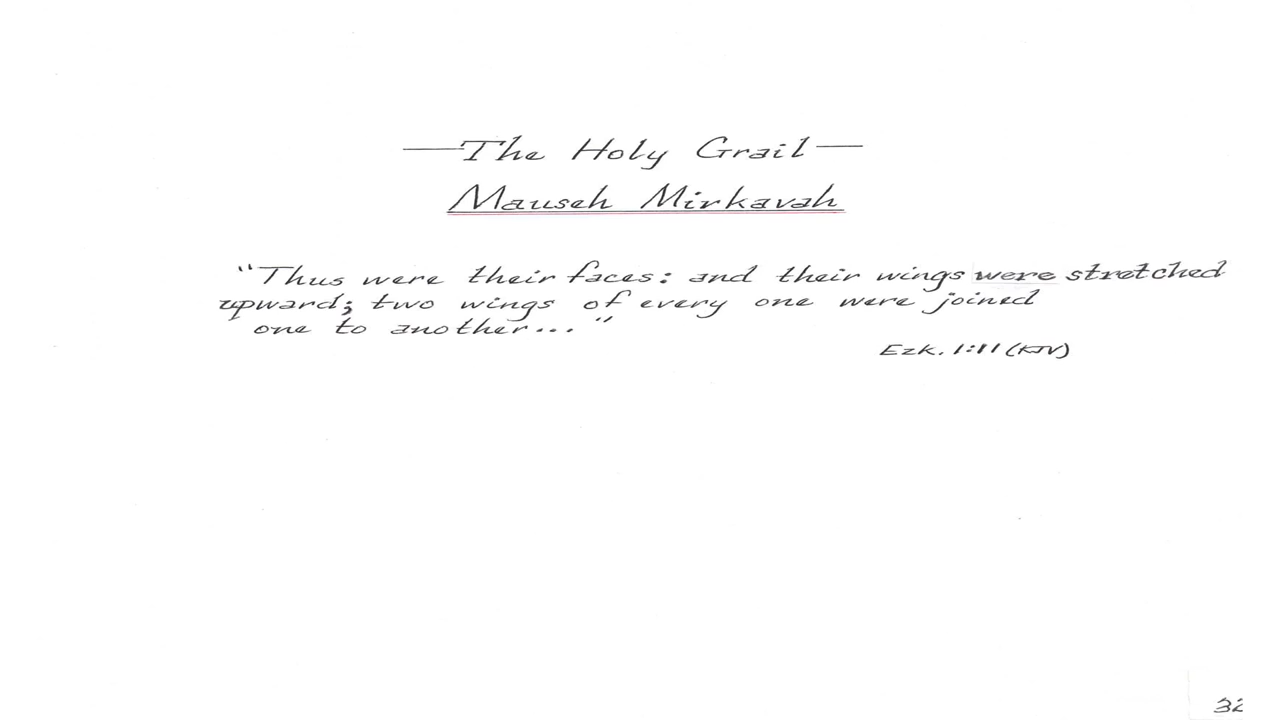 —The Holy Grail—
Mauseh Mirkavah
"Thus were their faces: and their wings were stretched
upward; two wings of every one were joined
one to another..."
Ezk. 1:11 (KJV)
32